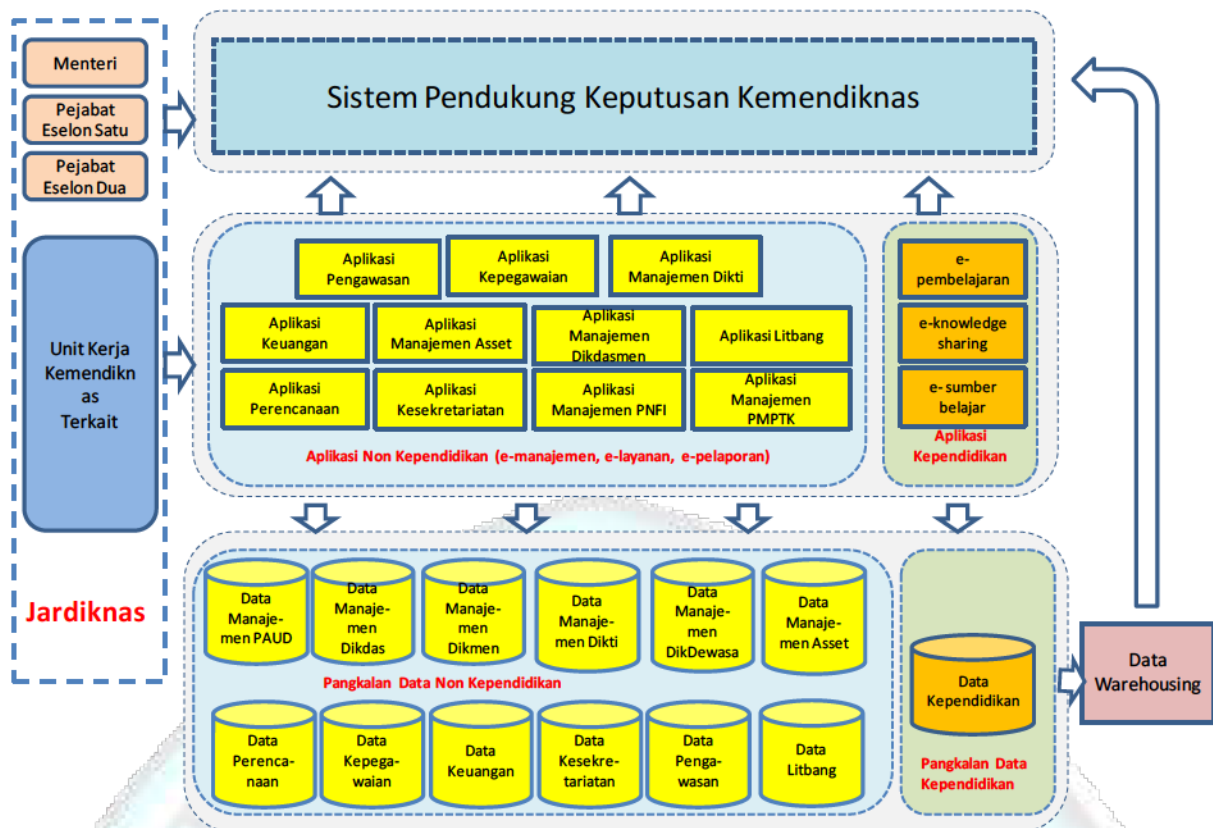 Menteri
Pejabat
Eselon Satu
Pejabat
Eselon Dua
Unit Kerja
Kemendikn
as
Terkait
Jardiknas
Sistem Pendukung Keputusan Kemendiknas
Aplikasi
Pengawasan
Aplikasi
Kepegawaian
Aplikasi
Manajemen Dikti
Aplikasi
Keuangan
Aplikasi
Manajemen Asset
Aplikasi
Manajemen
Dikdasmen
Aplikasi Litbang
Aplikasi
Perencanaan
Aplikasi
Kesekretariatan
Aplikasi
Manajemen PNFI
Aplikasi
Manajemen
PMPTK
Aplikasi Non Kependidikan (e-manajemen, e-layanan, e-pelaporan)
e-
pembelajaran
e-knowledge
sharing
e- sumber
belajar
Aplikasi
Kependidikan
Data
Manaje-
men PAUD
Data
Manaje-
men
Dikdas
Data
Manaje-
men
Dikmen
Data
Manaje-
men Dikti
Data
Manaje-
men
DikDewasa
Data
Manaje-
men Asset
Pangkalan Data Non Kependidikan
Data
Perenca-
naan
Data
Kepega-
waian
Data
Keuangan
Data
Kesekre-
tariatan
Data
Penga-
wasan
Data
Litbang
Data
Kependidikan
Pangkalan Data
Kependidikan
Data
Warehousing